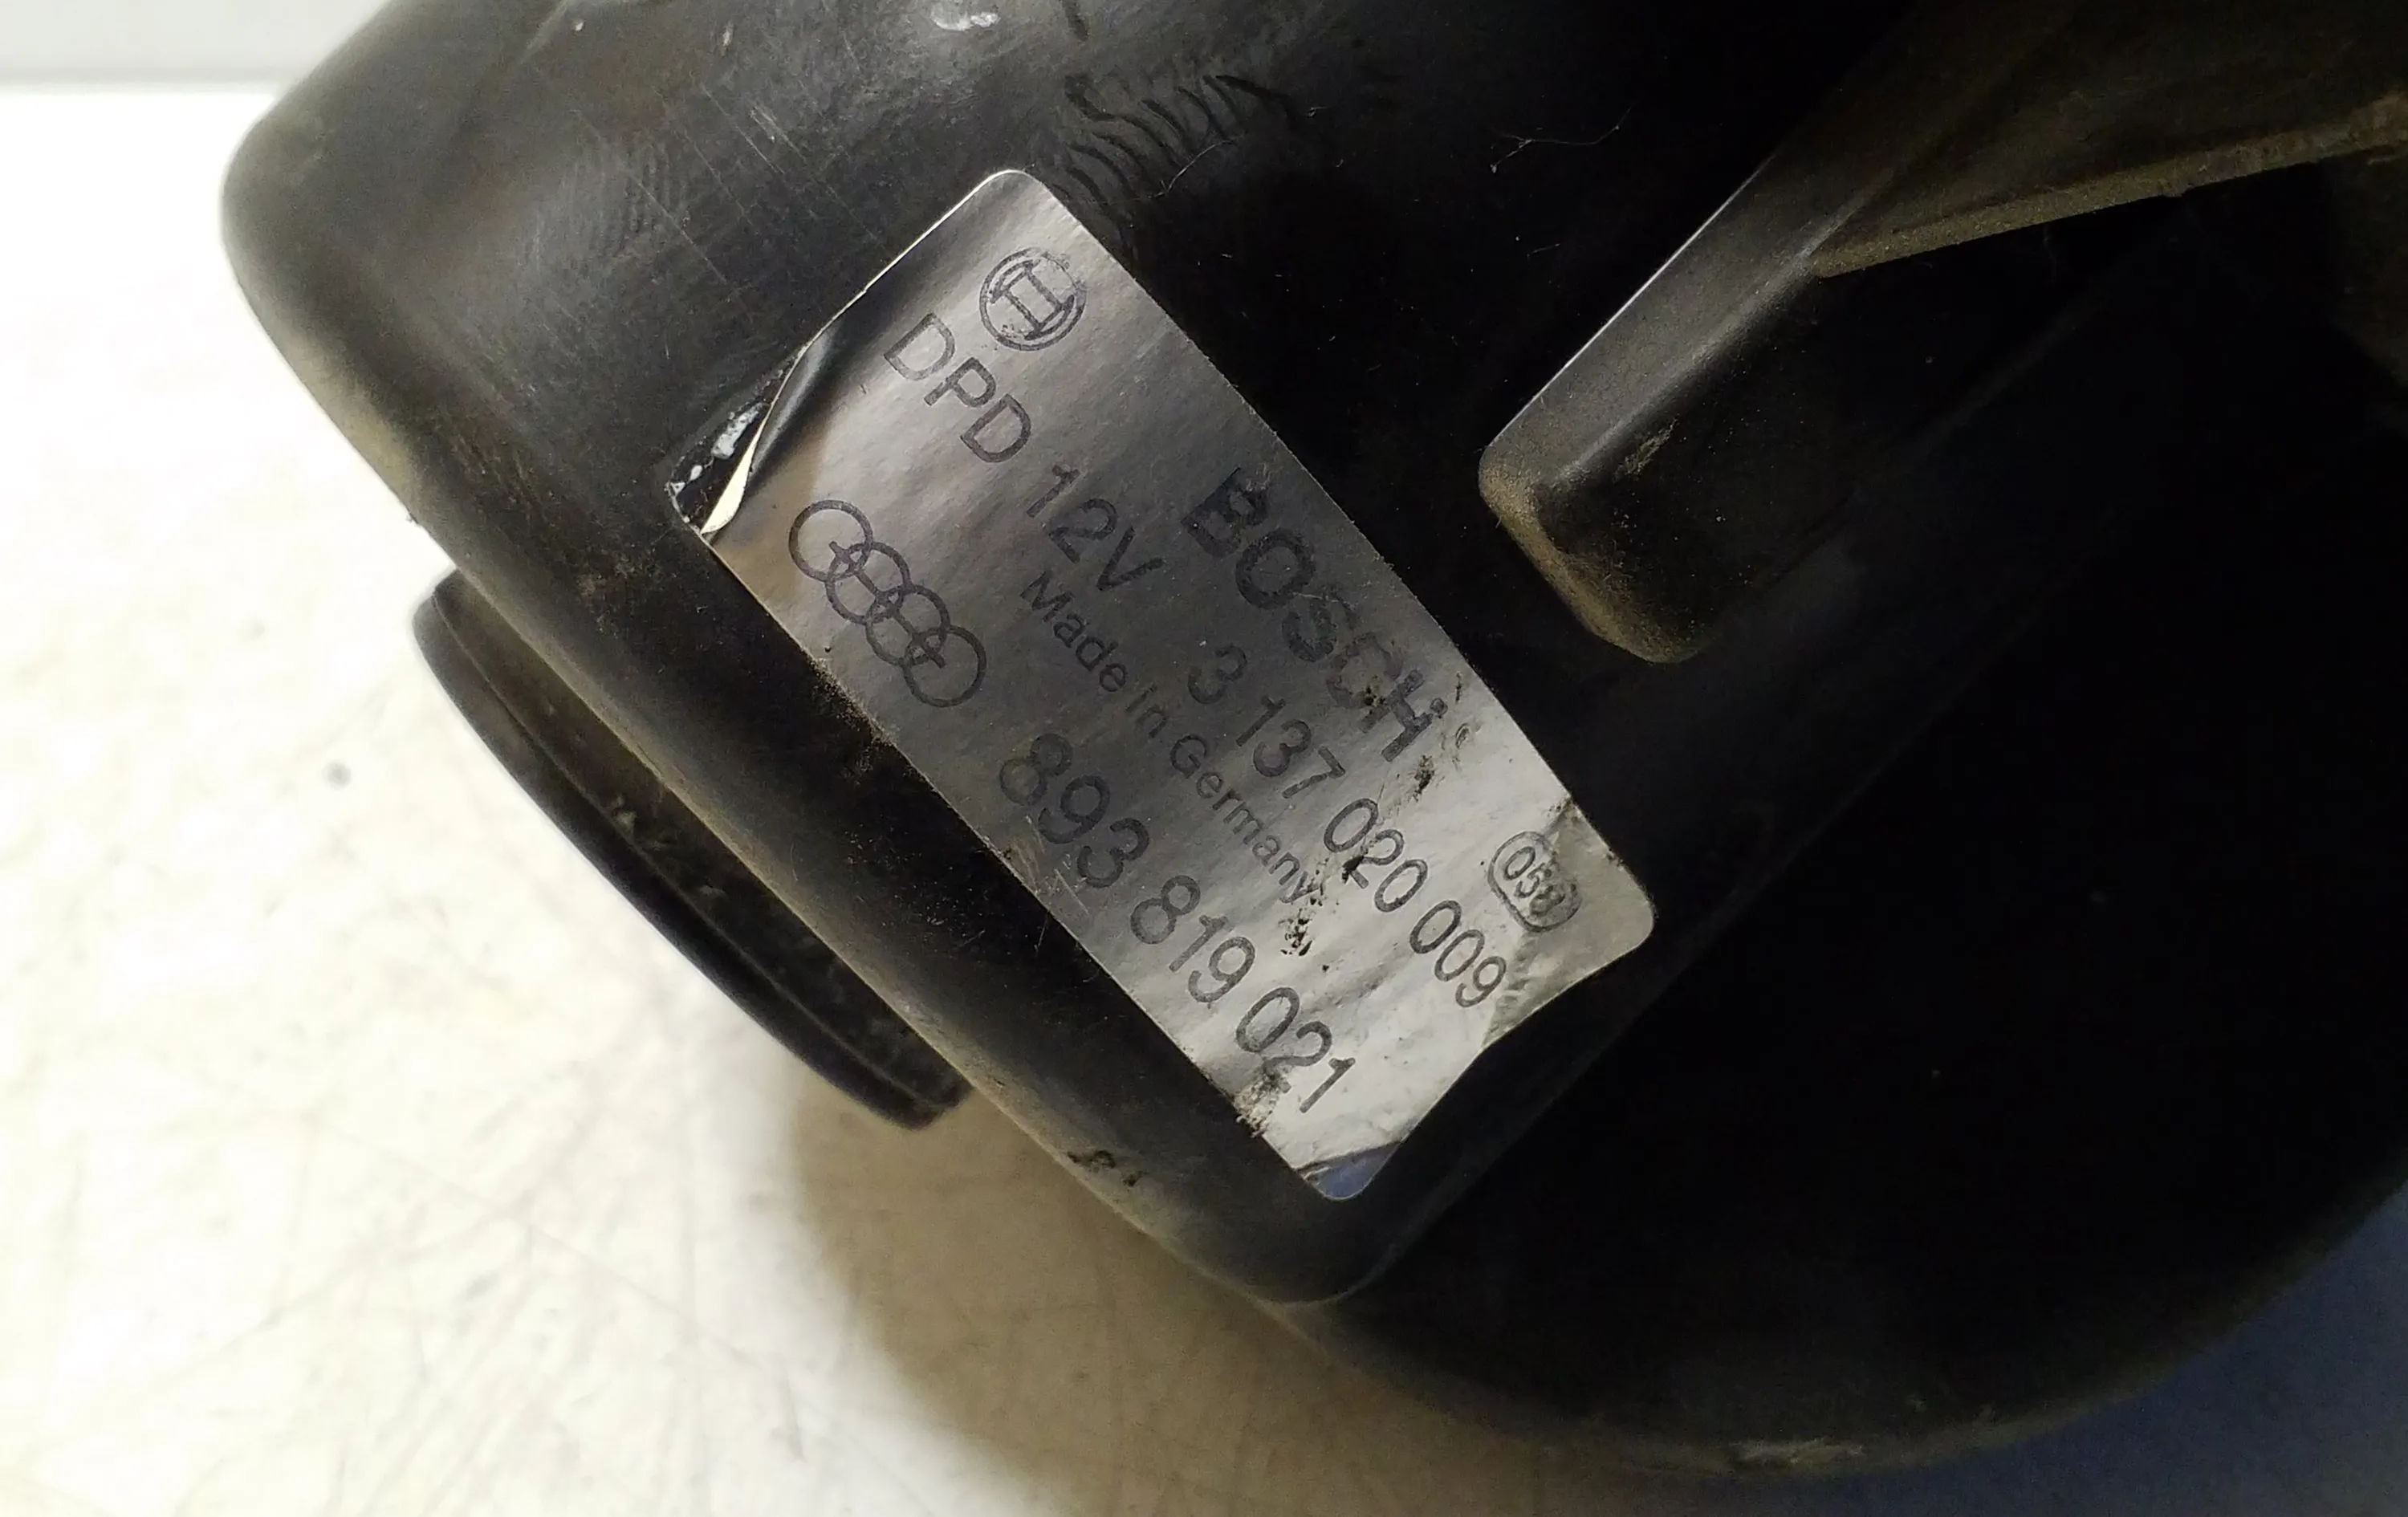 BOSCH
DPD 12V 3 137 020 009
Made in Germany
893 819 021